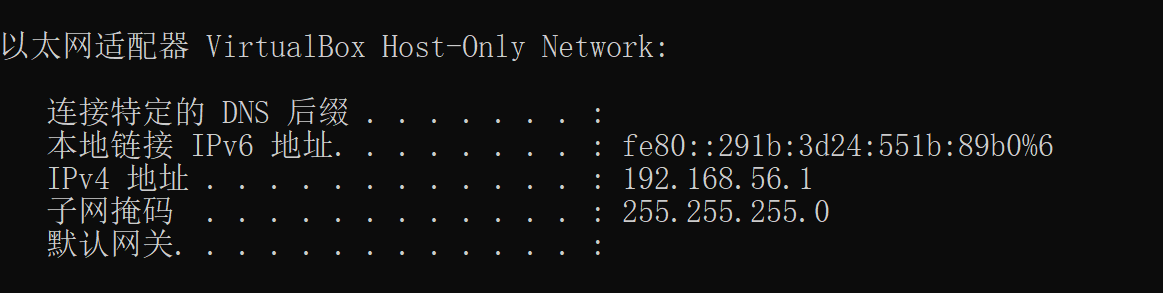 以太网适配器 VirtualBox Host-Only Network:
连接特定的 DNS 后缀 . . . . . . . :
本地链接 IPv6 地址. . . . . . . . : fe80::291b:3d24:551b:89b0%6
IPv4 地址 . . . . . . . . . . . . : 192.168.56.1
子网掩码  . . . . . . . . . . . . : 255.255.255.0
默认网关. . . . . . . . . . . . . :